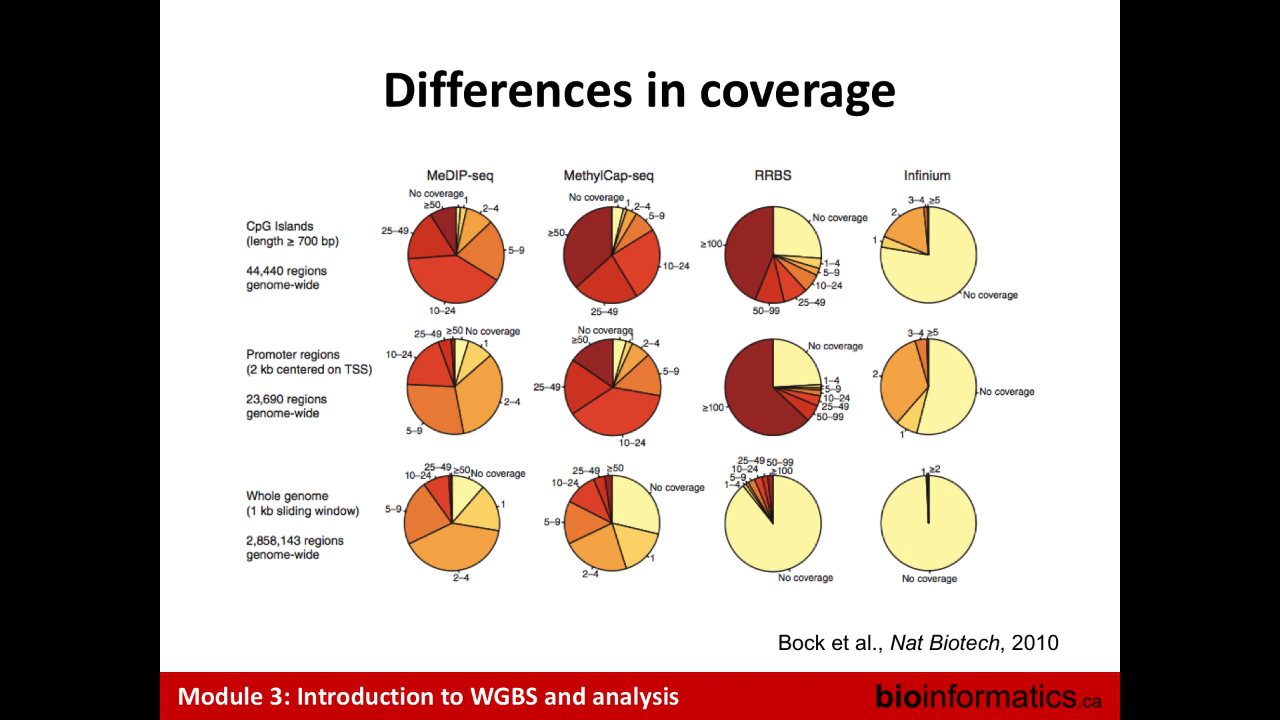 Differences in coverage
MeDIP-seq
MethylCap-seq
RRBS
Infinium
CpG Islands
(length ≥ 700 bp)
44,440 regions
genome-wide
No coverage
1
2–4
5–9
10–24
25–49
≥50
No coverage
1
2–4
5–9
10–24
25–49
≥50
No coverage
1–4
5–9
10–24
25–49
50–99
≥100
3–4
≥5
2
1
No coverage
Promoter regions
(2 kb centered on TSS)
23,690 regions
genome-wide
25–49
≥50
No coverage
1
10–24
2–4
5–9
No coverage
≥50
1
2–4
5–9
25–49
10–24
No coverage
1–4
5–9
10–24
25–49
50–99
≥100
3–4
≥5
2
No coverage
1
Whole genome
(1 kb sliding window)
2,858,143 regions
genome-wide
25–49
≥50
No coverage
10–24
1
5–9
2–4
25–49
≥50
10–24
No coverage
5–9
1
2–4
25–49
50–99
10–24
≥100
5–9
1–4
No coverage
1
≥2
No coverage
Bock et al., Nat Biotech, 2010
Module 3: Introduction to WGBS and analysis
bioinformatics.ca